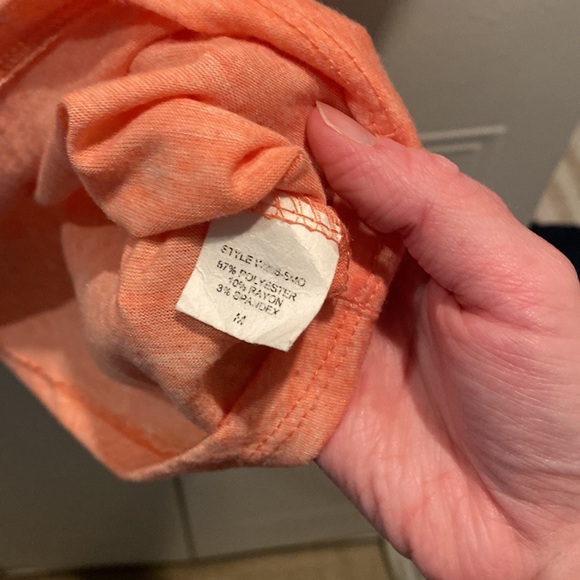 STYLE
87% POLYESTER
10% RAYON
3% SPANDEX
M